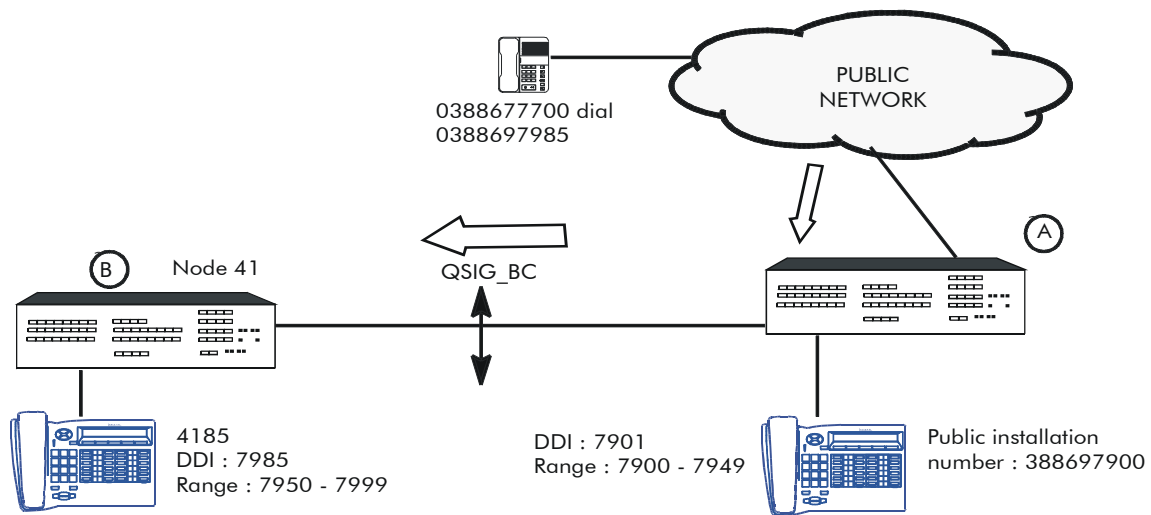 PUBLIC
NETWORK
0388677700 dial
0388697985
A
B
Node 41
QSIG_BC
4185
DDI : 7985
Range : 7950 - 7999
DDI : 7901
Range : 7900 - 7949
Public installation
number : 388697900